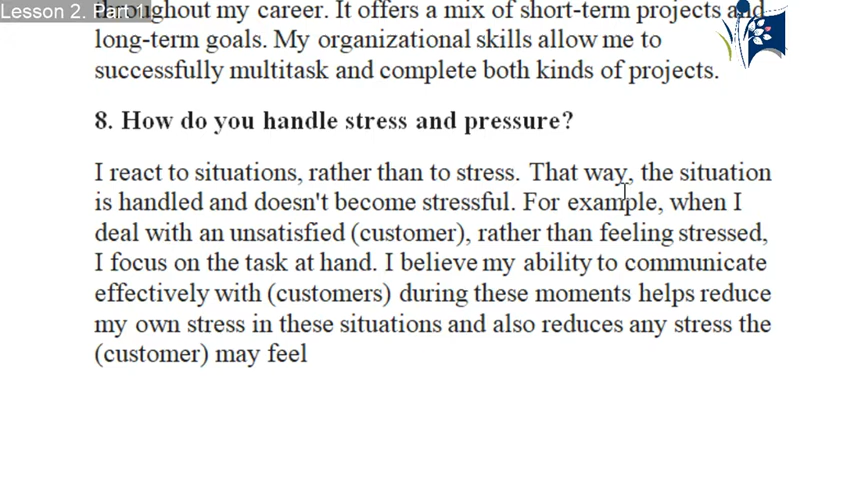 Lesson 2. Part 1
throughout my career. It offers a mix of short-term projects and
long-term goals. My organizational skills allow me to
successfully multitask and complete both kinds of projects.
8. How do you handle stress and pressure?
I react to situations, rather than to stress. That way, the situation
is handled and doesn't become stressful. For example, when I
deal with an unsatisfied (customer), rather than feeling stressed,
I focus on the task at hand. I believe my ability to communicate
effectively with (customers) during these moments helps reduce
my own stress in these situations and also reduces any stress the
(customer) may feel